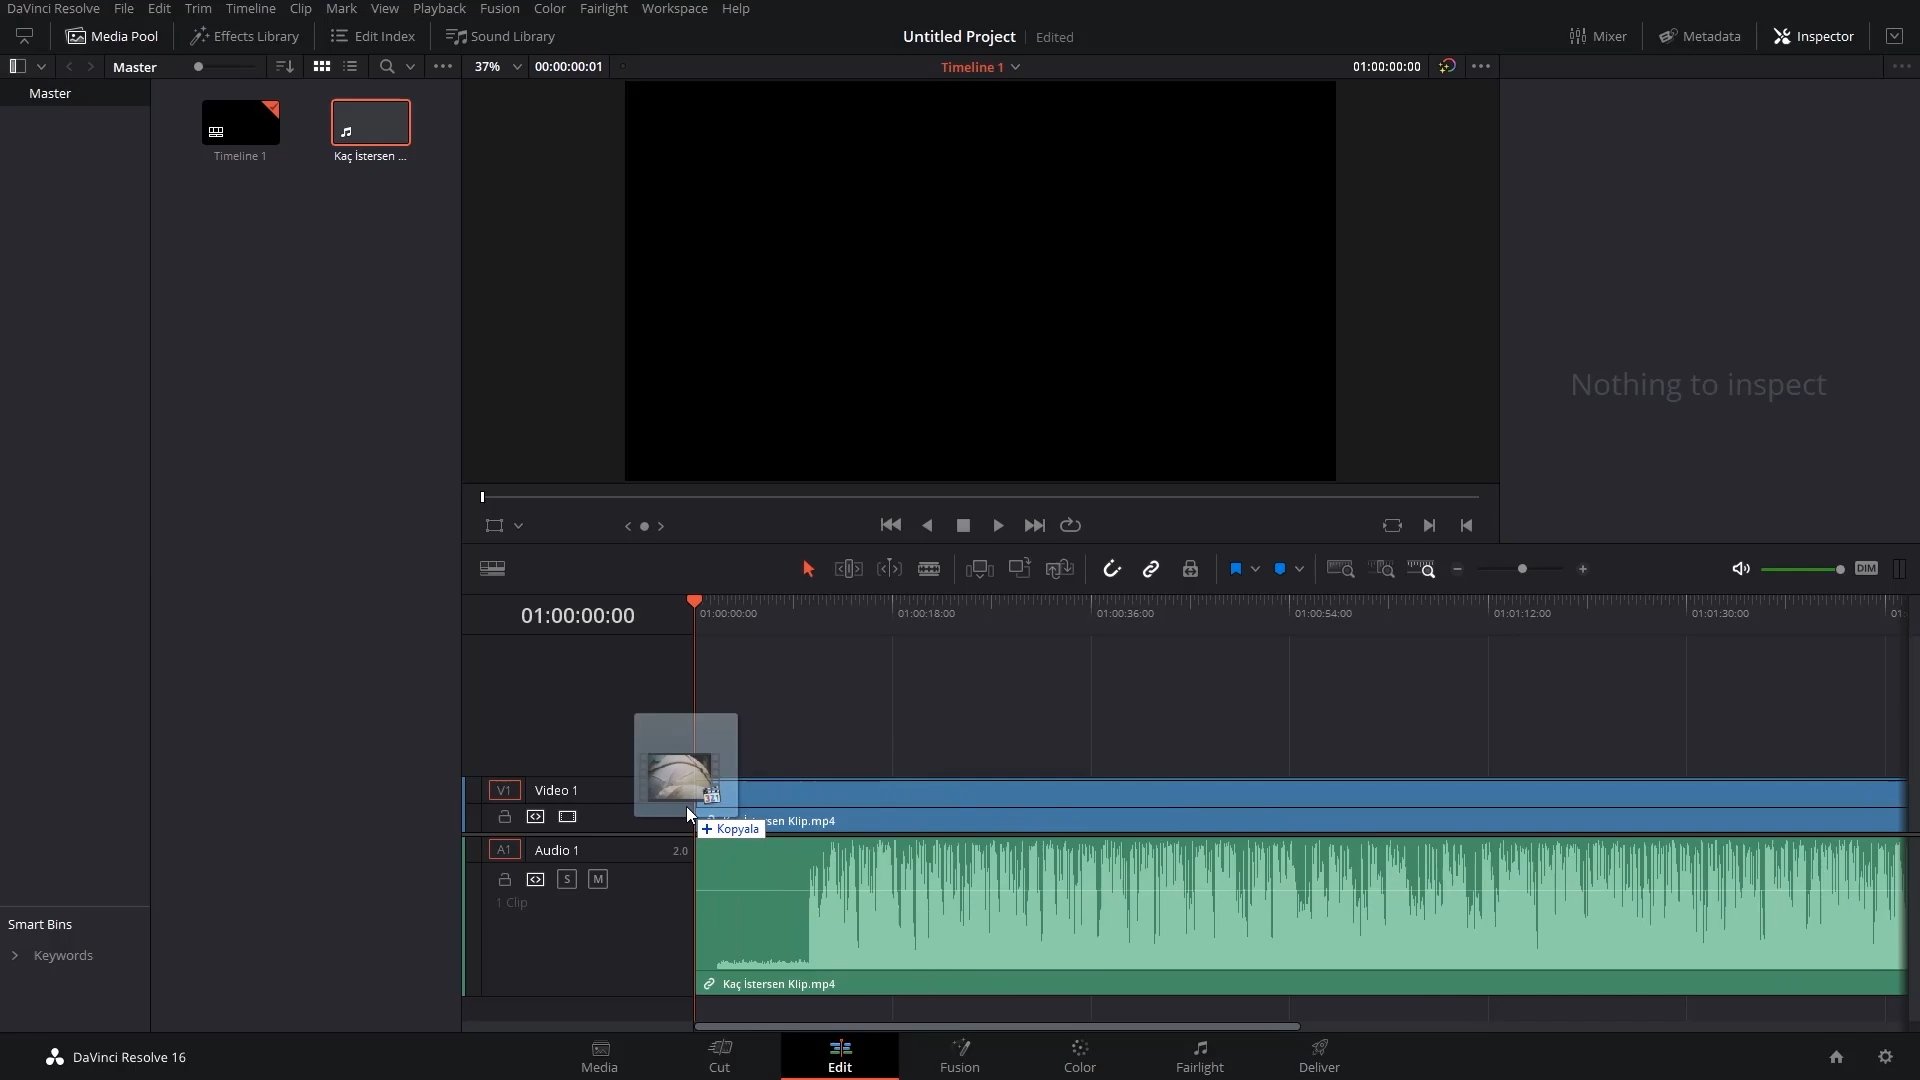 DaVinci Resolve File Edit Trim Timeline Clip Mark View Playback Fusion Color Fairlight Workspace Help
Media Pool Effects Library Edit Index Sound Library Untitled Project Edited Mixer Metadata Inspector
Master 37% 00:00:00:01 Timeline 1 01:00:00:00
Master
Timeline 1 Kaç İstersen ...
Nothing to inspect
DIM
01:00:00:00 01:00:00:00 01:00:18:00 01:00:36:00 01:00:54:00 01:01:12:00 01:01:30:00 01:
V1 Video 1
sen Klip.mp4
+ Kopyala
A1 Audio 1 2.0
S M
1 Clip
Smart Bins
Keywords
Kaç İstersen Klip.mp4
DaVinci Resolve 16 Media Cut Edit Fusion Color Fairlight Deliver